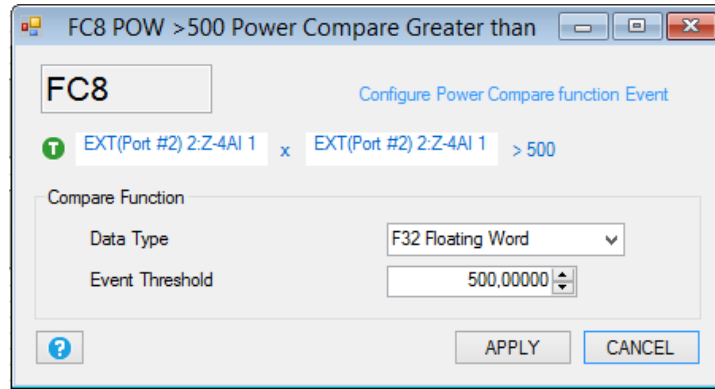 FC8 POW >500 Power Compare Greater than
FC8
Configure Power Compare function Event
T EXT(Port #2) 2:Z-4AI 1 x EXT(Port #2) 2:Z-4AI 1 > 500
Compare Function
Data Type F32 Floating Word
Event Threshold 500,00000
? APPLY CANCEL